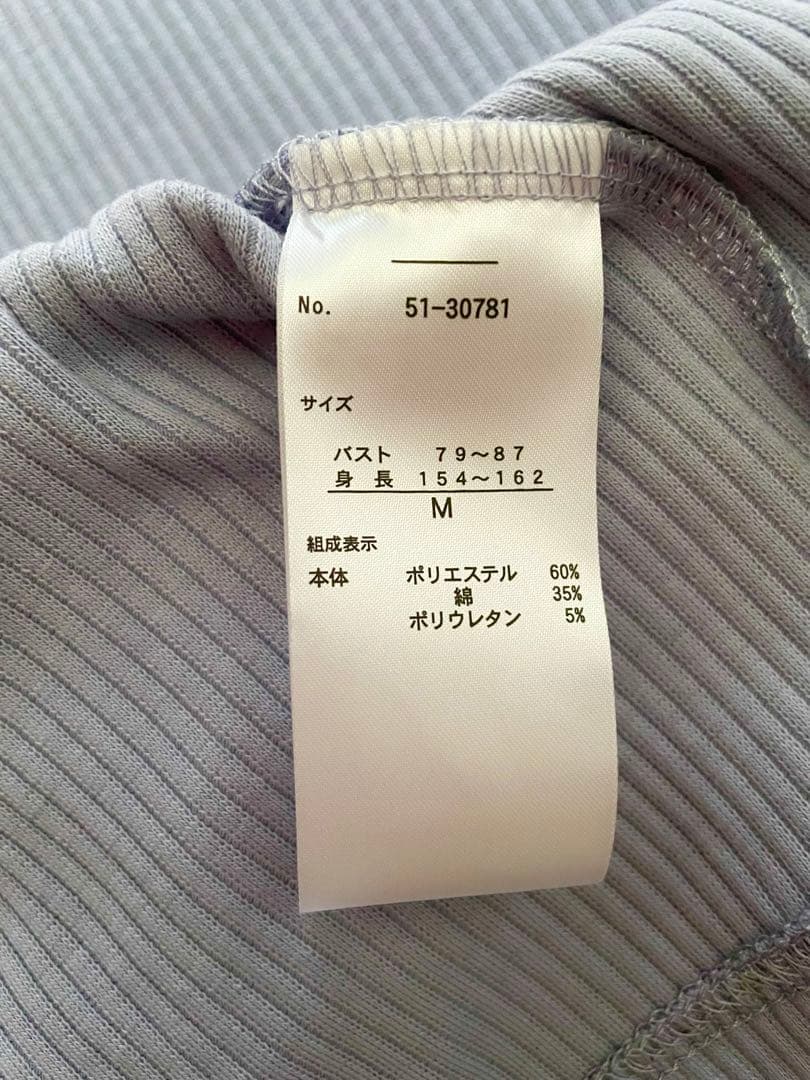 No. 51-30781
サイズ
バスト 79〜87
身 長 154〜162
M
組成表示
本体 ポリエステル 60%
綿 35%
ポリウレタン 5%